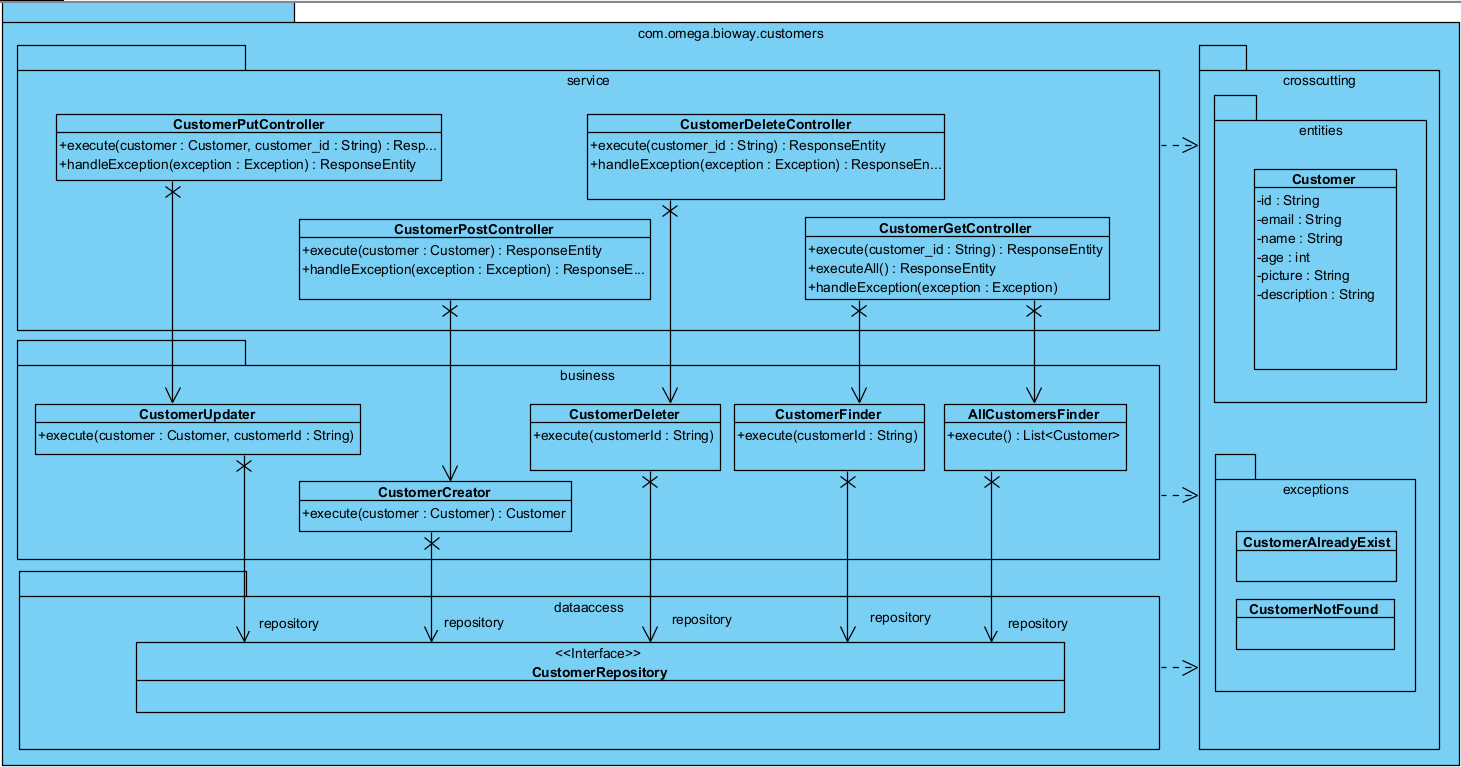 com.omega.bioway.customers
service
CustomerPutController
+execute(customer : Customer, customer_id : String) : Resp...
+handleException(exception : Exception) : ResponseEntity
CustomerDeleteController
+execute(customer_id : String) : ResponseEntity
+handleException(exception : Exception) : ResponseEn...
CustomerPostController
+execute(customer : Customer) : ResponseEntity
+handleException(exception : Exception) : ResponseE...
CustomerGetController
+execute(customer_id : String) : ResponseEntity
+executeAll() : ResponseEntity
+handleException(exception : Exception)
business
CustomerUpdater
+execute(customer : Customer, customerId : String)
CustomerCreator
+execute(customer : Customer) : Customer
CustomerDeleter
+execute(customerId : String)
CustomerFinder
+execute(customerId : String)
AllCustomersFinder
+execute() : List<Customer>
dataaccess
repository
repository
repository
repository
repository
<<Interface>>
CustomerRepository
crosscutting
entities
Customer
-id : String
-email : String
-name : String
-age : int
-picture : String
-description : String
exceptions
CustomerAlreadyExist
CustomerNotFound